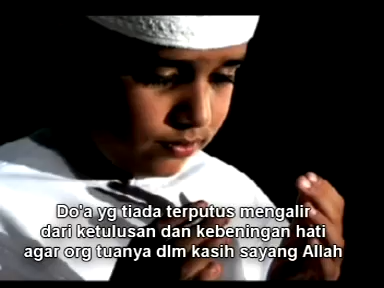 Do'a yg tiada terputus mengalir
dari ketulusan dan kebeningan hati
agar org tuanya dlm kasih sayang Allah